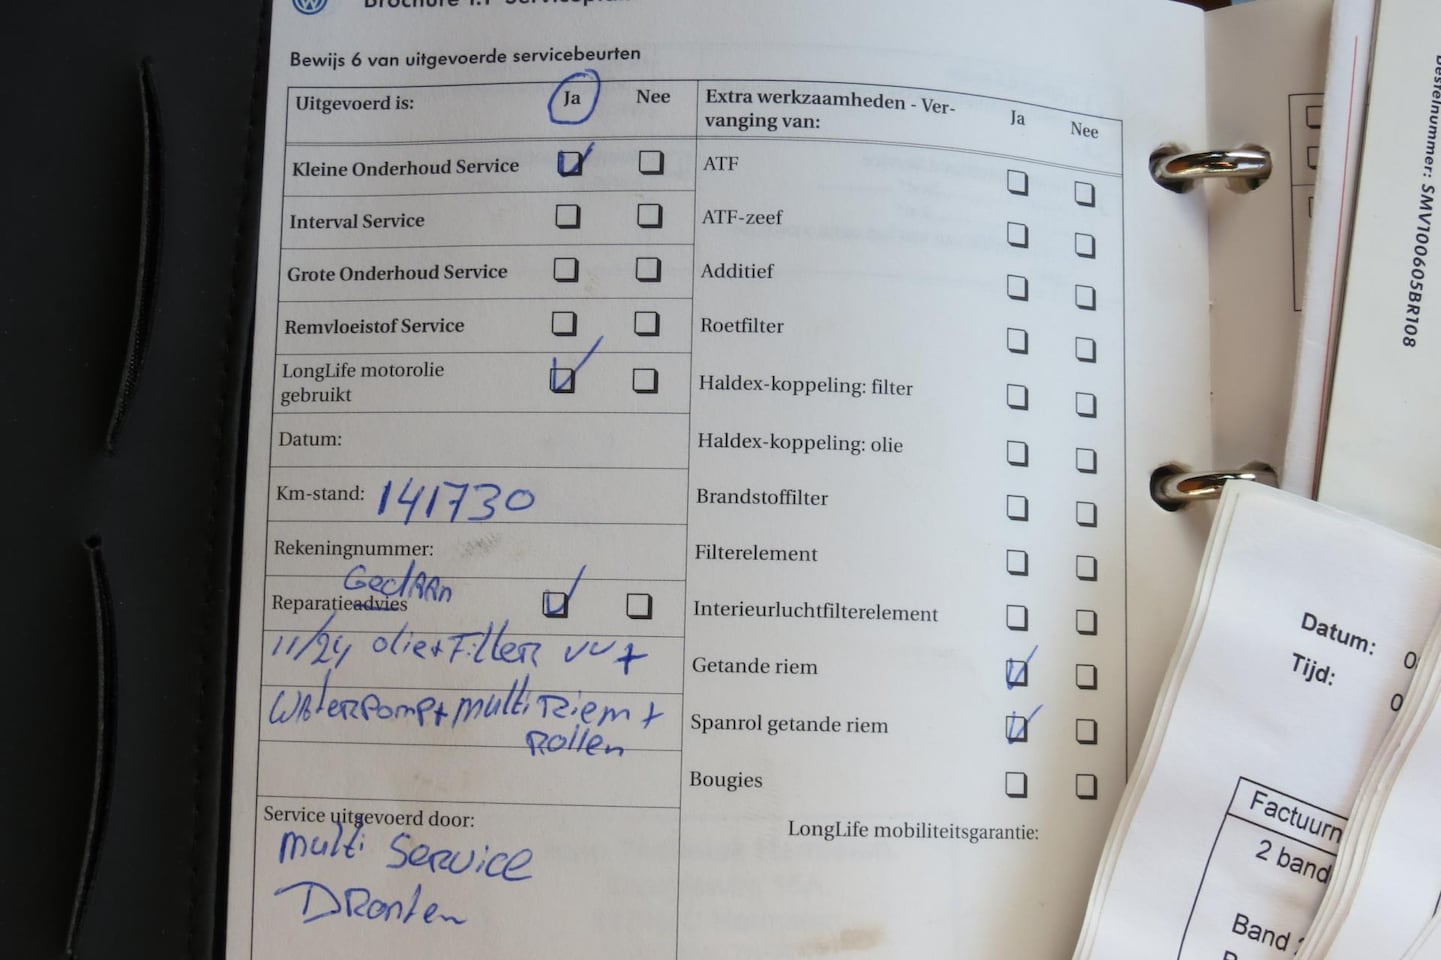 Bewijs 6 van uitgevoerde servicebeurten
Uitgevoerd is: Ja Nee
Kleine Onderhoud Service
Interval Service
Grote Onderhoud Service
Remvloeistof Service
LongLife motorolie
gebruikt
Datum:
Km-stand: 141730
Rekeningnummer:
GedAAn
Reparatieadvies
11/24 olie+Filter VV +
WAterPomp+multi Riem +
Rollen
Service uitgevoerd door:
Multi Service
DRonten
Extra werkzaamheden - Ver-
vanging van: Ja Nee
ATF
ATF-zeef
Additief
Roetfilter
Haldex-koppeling: filter
Haldex-koppeling: olie
Brandstoffilter
Filterelement
Interieurluchtfilterelement
Getande riem
Spanrol getande riem
Bougies
LongLife mobiliteitsgarantie:
Bestelnummer: SMV100605BR108
Datum: 0
Tijd: 0
Factuurn
2 band
Band